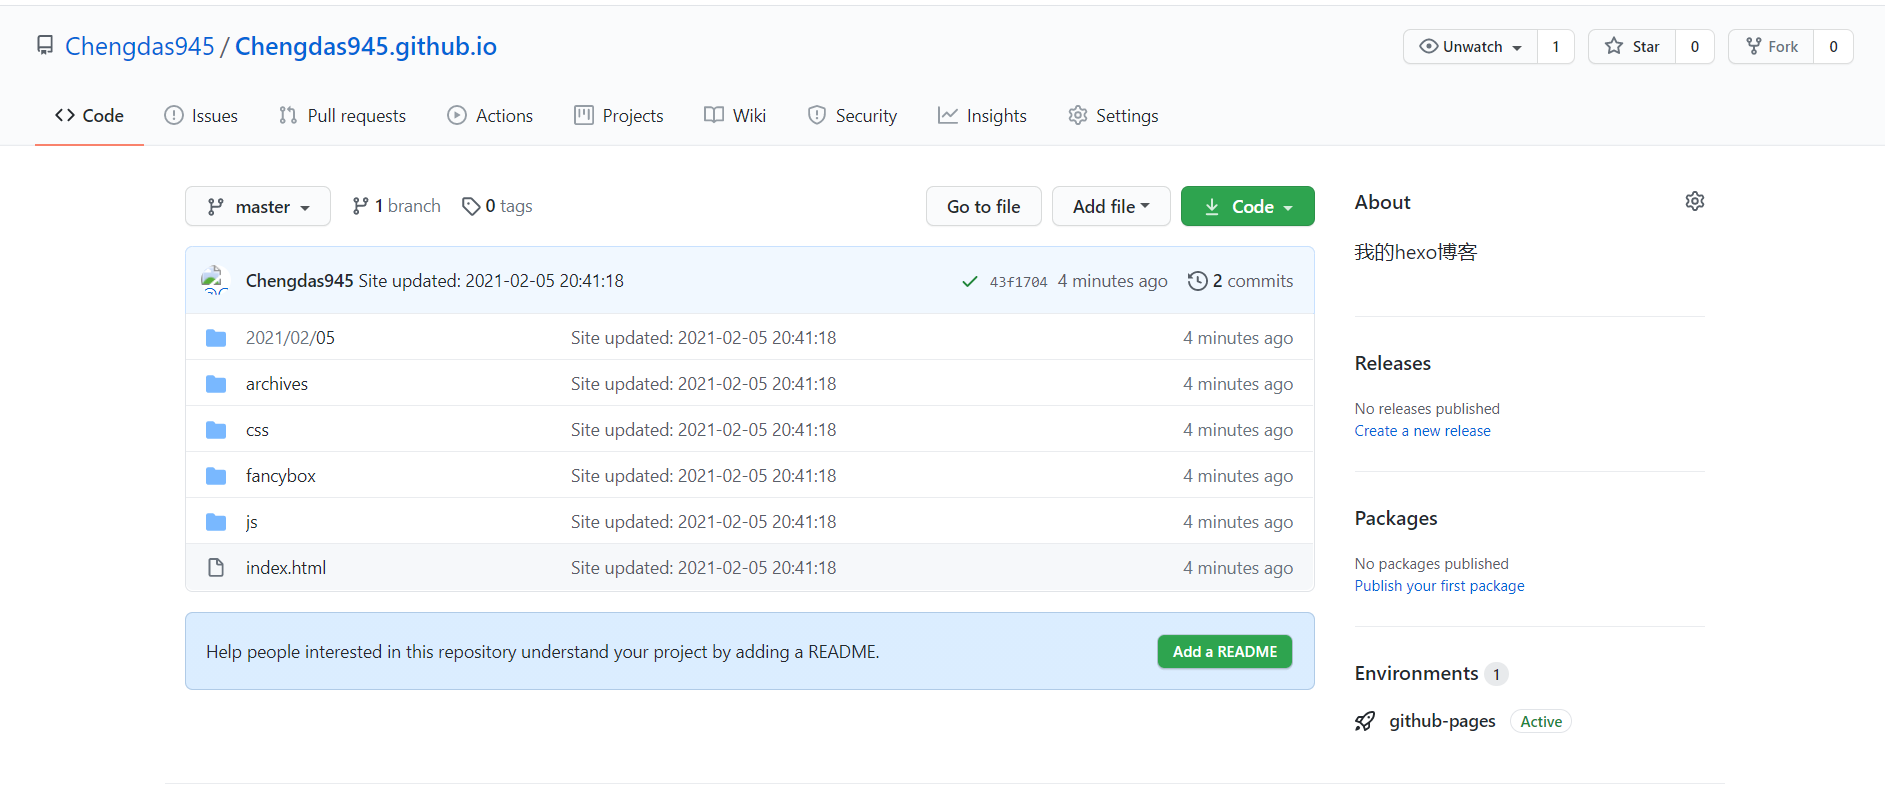 Chengdas945 / Chengdas945.github.io
Unwatch 1 Star 0 Fork 0
Code Issues Pull requests Actions Projects Wiki Security Insights Settings
master 1 branch 0 tags Go to file Add file Code
Chengdas945 Site updated: 2021-02-05 20:41:18 43f1704 4 minutes ago 2 commits
2021/02/05 Site updated: 2021-02-05 20:41:18 4 minutes ago
archives Site updated: 2021-02-05 20:41:18 4 minutes ago
css Site updated: 2021-02-05 20:41:18 4 minutes ago
fancybox Site updated: 2021-02-05 20:41:18 4 minutes ago
js Site updated: 2021-02-05 20:41:18 4 minutes ago
index.html Site updated: 2021-02-05 20:41:18 4 minutes ago
Help people interested in this repository understand your project by adding a README. Add a README
About
我的hexo博客
Releases
No releases published
Create a new release
Packages
No packages published
Publish your first package
Environments 1
github-pages Active